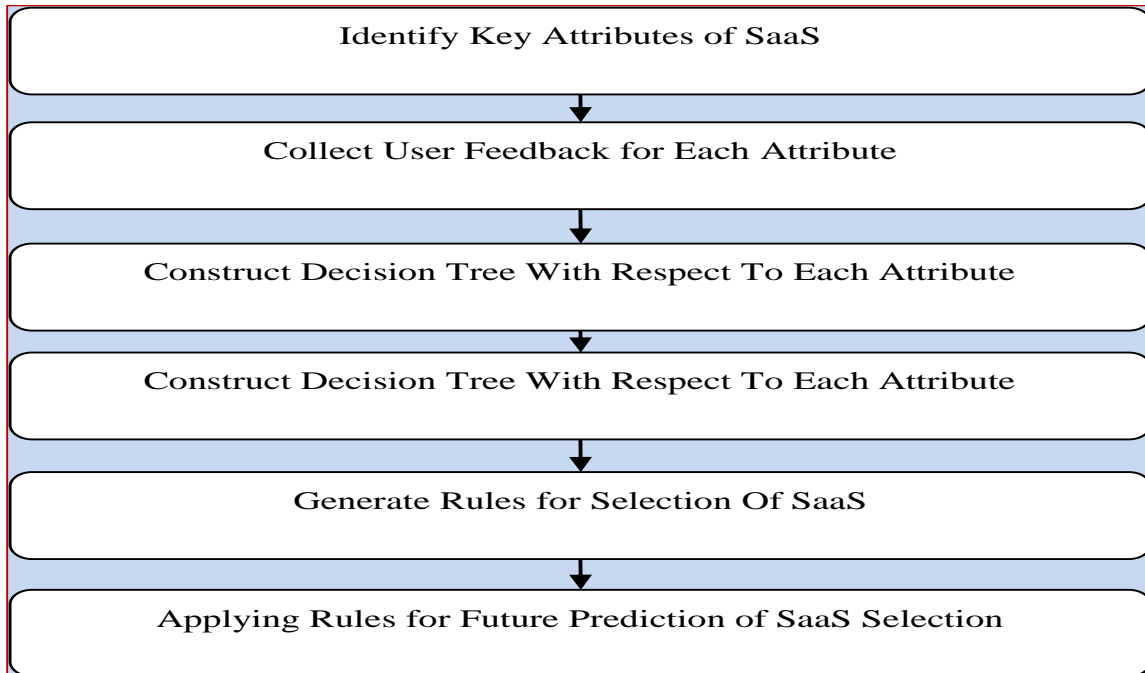 Identify Key Attributes of SaaS
Collect User Feedback for Each Attribute
Construct Decision Tree With Respect To Each Attribute
Construct Decision Tree With Respect To Each Attribute
Generate Rules for Selection Of SaaS
Applying Rules for Future Prediction of SaaS Selection